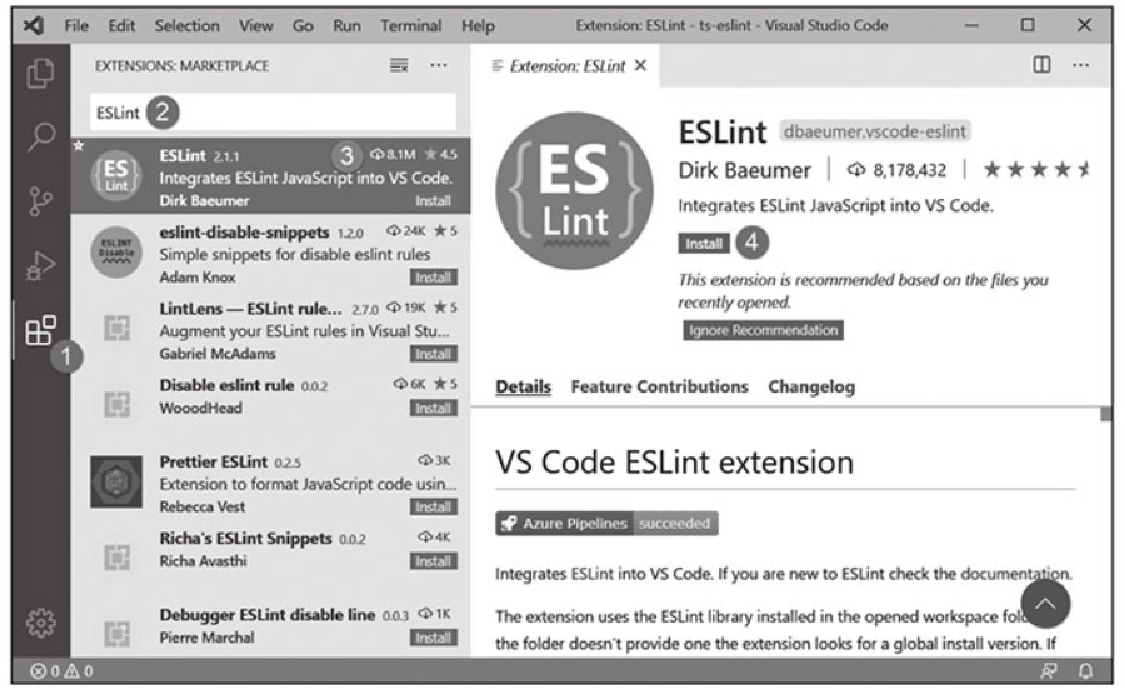 File Edit Selection View Go Run Terminal Help Extension: ESLint - ts-eslint - Visual Studio Code
EXTENSIONS: MARKETPLACE
ESLint 2
ES
Lint
ESLint 2.1.1 3 8.1M ★ 4.5
Integrates ESLint JavaScript into VS Code.
Dirk Baeumer Install
ESLINT
Disable
eslint-disable-snippets 1.2.0 24K ★ 5
Simple snippets for disable eslint rules
Adam Knox Install
LintLens — ESLint rule... 2.7.0 19K ★ 5
Augment your ESLint rules in Visual Stu...
Gabriel McAdams Install
1
Disable eslint rule 0.0.2 6K ★ 5
WooodHead Install
Prettier ESLint 0.2.5 3K
Extension to format JavaScript code usin...
Rebecca Vest Install
Richa's ESLint Snippets 0.0.2 4K
Richa Avasthi Install
Debugger ESLint disable line 0.0.3 1K
Pierre Marchal Install
Extension: ESLint ×
ES
Lint
ESLint dbaeumer.vscode-eslint
Dirk Baeumer | 8,178,432 |
Integrates ESLint JavaScript into VS Code.
Install 4
This extension is recommended based on the files you
recently opened.
Ignore Recommendation
Details Feature Contributions Changelog
VS Code ESLint extension
Azure Pipelines succeeded
Integrates ESLint into VS Code. If you are new to ESLint check the documentation.
The extension uses the ESLint library installed in the opened workspace fol
the folder doesn't provide one the extension looks for a global install version. If
0 0